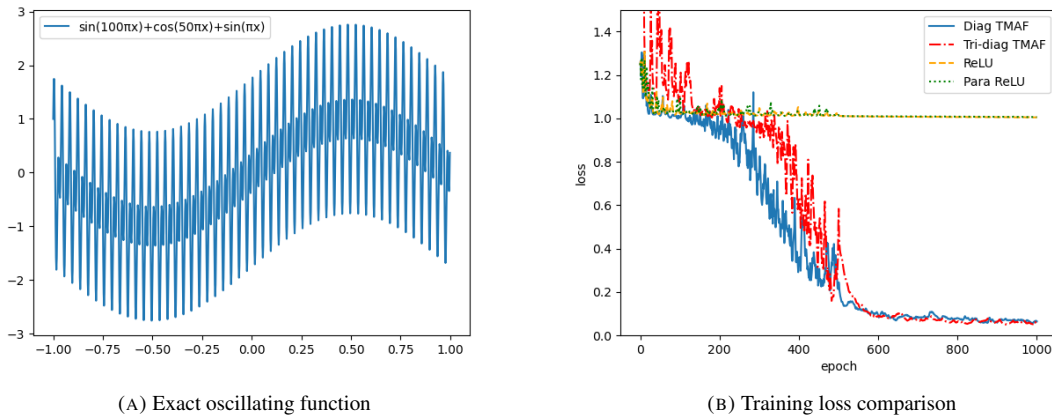 sin(100πx)+cos(50πx)+sin(πx)
3
2
1
0
−1
−2
−3
−1.00 −0.75 −0.50 −0.25 0.00 0.25 0.50 0.75 1.00
(A) Exact oscillating function
Diag TMAF
Tri-diag TMAF
ReLU
Para ReLU
1.4
1.2
1.0
0.8
0.6
0.4
0.2
0.0
loss
0 200 400 600 800 1000
epoch
(B) Training loss comparison